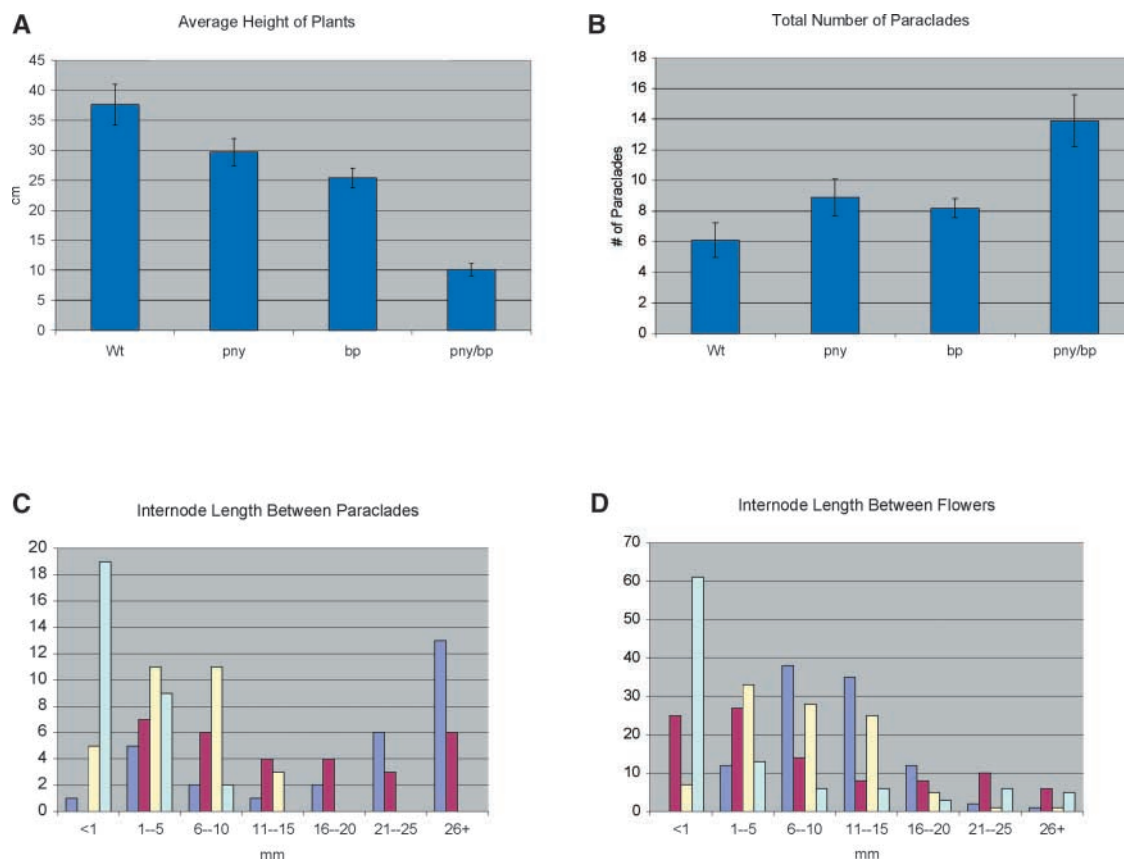 A
Average Height of Plants
45
40
35
30
25
20
15
10
5
0
cm
Wt pny bp pny/bp
B
Total Number of Paraclades
18
16
14
12
10
8
6
4
2
0
# of Paraclades
Wt pny bp pny/bp
C
Internode Length Between Paraclades
20
18
16
14
12
10
8
6
4
2
0
<1 1--5 6--10 11--15 16--20 21--25 26+
mm
D
Internode Length Between Flowers
70
60
50
40
30
20
10
0
<1 1--5 6--10 11--15 16--20 21--25 26+
mm